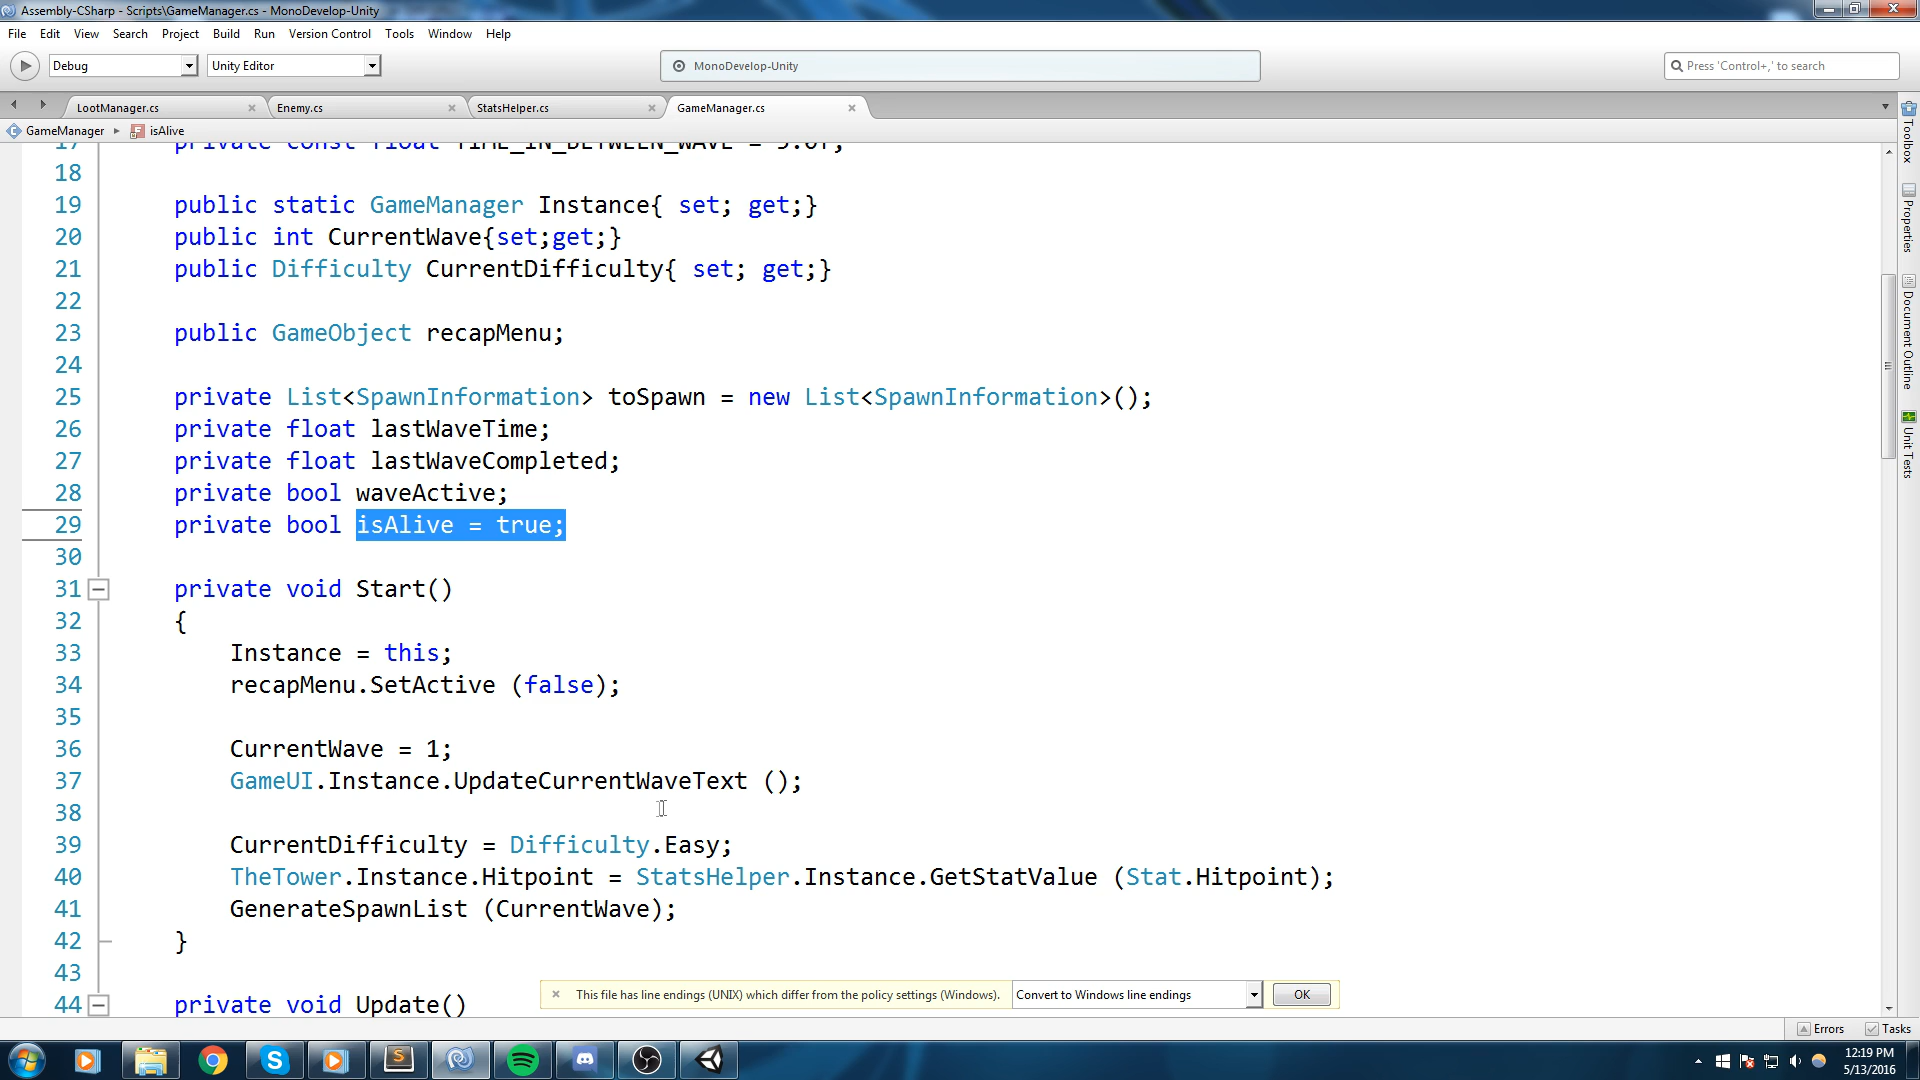 Assembly-CSharp - Scripts\GameManager.cs - MonoDevelop-Unity
File Edit View Search Project Build Run Version Control Tools Window Help
Debug Unity Editor MonoDevelop-Unity Press 'Control+,' to search
LootManager.cs Enemy.cs StatsHelper.cs GameManager.cs
GameManager isAlive
17 private const float TIME_IN_BETWEEN_WAVE = 5.0f;
18
19 public static GameManager Instance{ set; get;}
20 public int CurrentWave{set;get;}
21 public Difficulty CurrentDifficulty{ set; get;}
22
23 public GameObject recapMenu;
24
25 private List<SpawnInformation> toSpawn = new List<SpawnInformation>();
26 private float lastWaveTime;
27 private float lastWaveCompleted;
28 private bool waveActive;
29 private bool isAlive = true;
30
31 private void Start()
32 {
33 Instance = this;
34 recapMenu.SetActive (false);
35
36 CurrentWave = 1;
37 GameUI.Instance.UpdateCurrentWaveText ();
38
39 CurrentDifficulty = Difficulty.Easy;
40 TheTower.Instance.Hitpoint = StatsHelper.Instance.GetStatValue (Stat.Hitpoint);
41 GenerateSpawnList (CurrentWave);
42 }
43
44 private void Update()
This file has line endings (UNIX) which differ from the policy settings (Windows). Convert to Windows line endings OK
Toolbox
Properties
Document Outline
Unit Tests
Errors Tasks
12:19 PM
5/13/2016